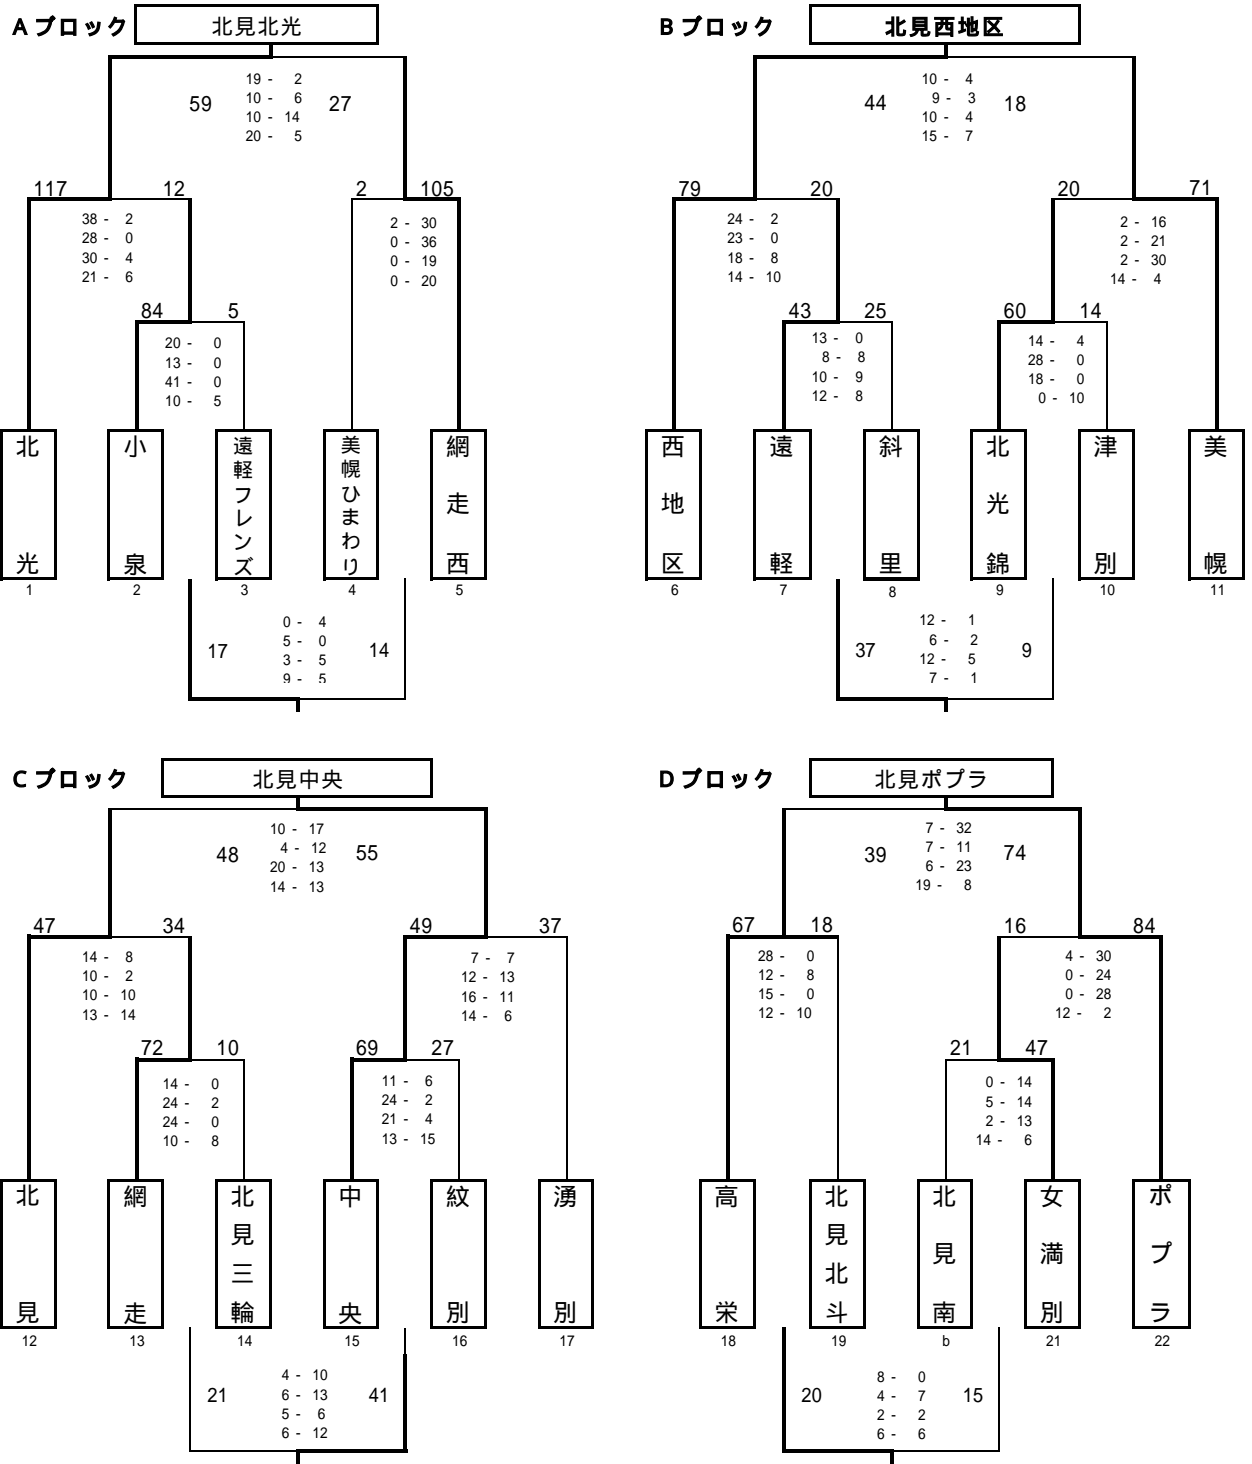 Aブロック
北見北光
19 - 2
59 10 - 6 27
10 - 14
20 - 5
117 12 2 105
38 - 2
28 - 0
30 - 4
21 - 6
2 - 30
0 - 36
0 - 19
0 - 20
84 5
20 - 0
13 - 0
41 - 0
10 - 5
北光
小泉
遠軽フレンズ
美幌ひまわり
網走西
1 2 3 4 5
0 - 4
17 5 - 0 14
3 - 5
9 - 5
Bブロック
北見西地区
10 - 4
44 9 - 3 18
10 - 4
15 - 7
79 20 20 71
24 - 2
23 - 0
18 - 8
14 - 10
2 - 16
2 - 21
2 - 30
14 - 4
43 25 60 14
13 - 0
8 - 8
10 - 9
12 - 8
14 - 4
28 - 0
18 - 0
0 - 10
西地区
遠軽
斜里
北光錦
津別
美幌
6 7 8 9 10 11
12 - 1
37 6 - 2 9
12 - 5
7 - 1
Cブロック
北見中央
10 - 17
48 4 - 12 55
20 - 13
14 - 13
47 34 49 37
14 - 8
10 - 2
10 - 10
13 - 14
7 - 7
12 - 13
16 - 11
14 - 6
72 10 69 27
14 - 0
24 - 2
24 - 0
10 - 8
11 - 6
24 - 2
21 - 4
13 - 15
北見
網走
北見三輪
中央
紋別
湧別
12 13 14 15 16 17
4 - 10
21 6 - 13 41
5 - 6
6 - 12
Dブロック
北見ポプラ
7 - 32
39 7 - 11 74
6 - 23
19 - 8
67 18 16 84
28 - 0
12 - 8
15 - 0
12 - 10
4 - 30
0 - 24
0 - 28
12 - 2
21 47
0 - 14
5 - 14
2 - 13
14 - 6
高栄
北見北斗
北見南
女満別
ポプラ
18 19 b 21 22
8 - 0
20 4 - 7 15
2 - 2
6 - 6